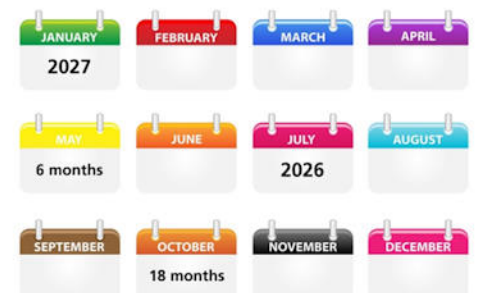 JANUARY FEBRUARY MARCH APRIL
2027
MAY JUNE JULY AUGUST
6 months 2026
SEPTEMBER OCTOBER NOVEMBER DECEMBER
18 months